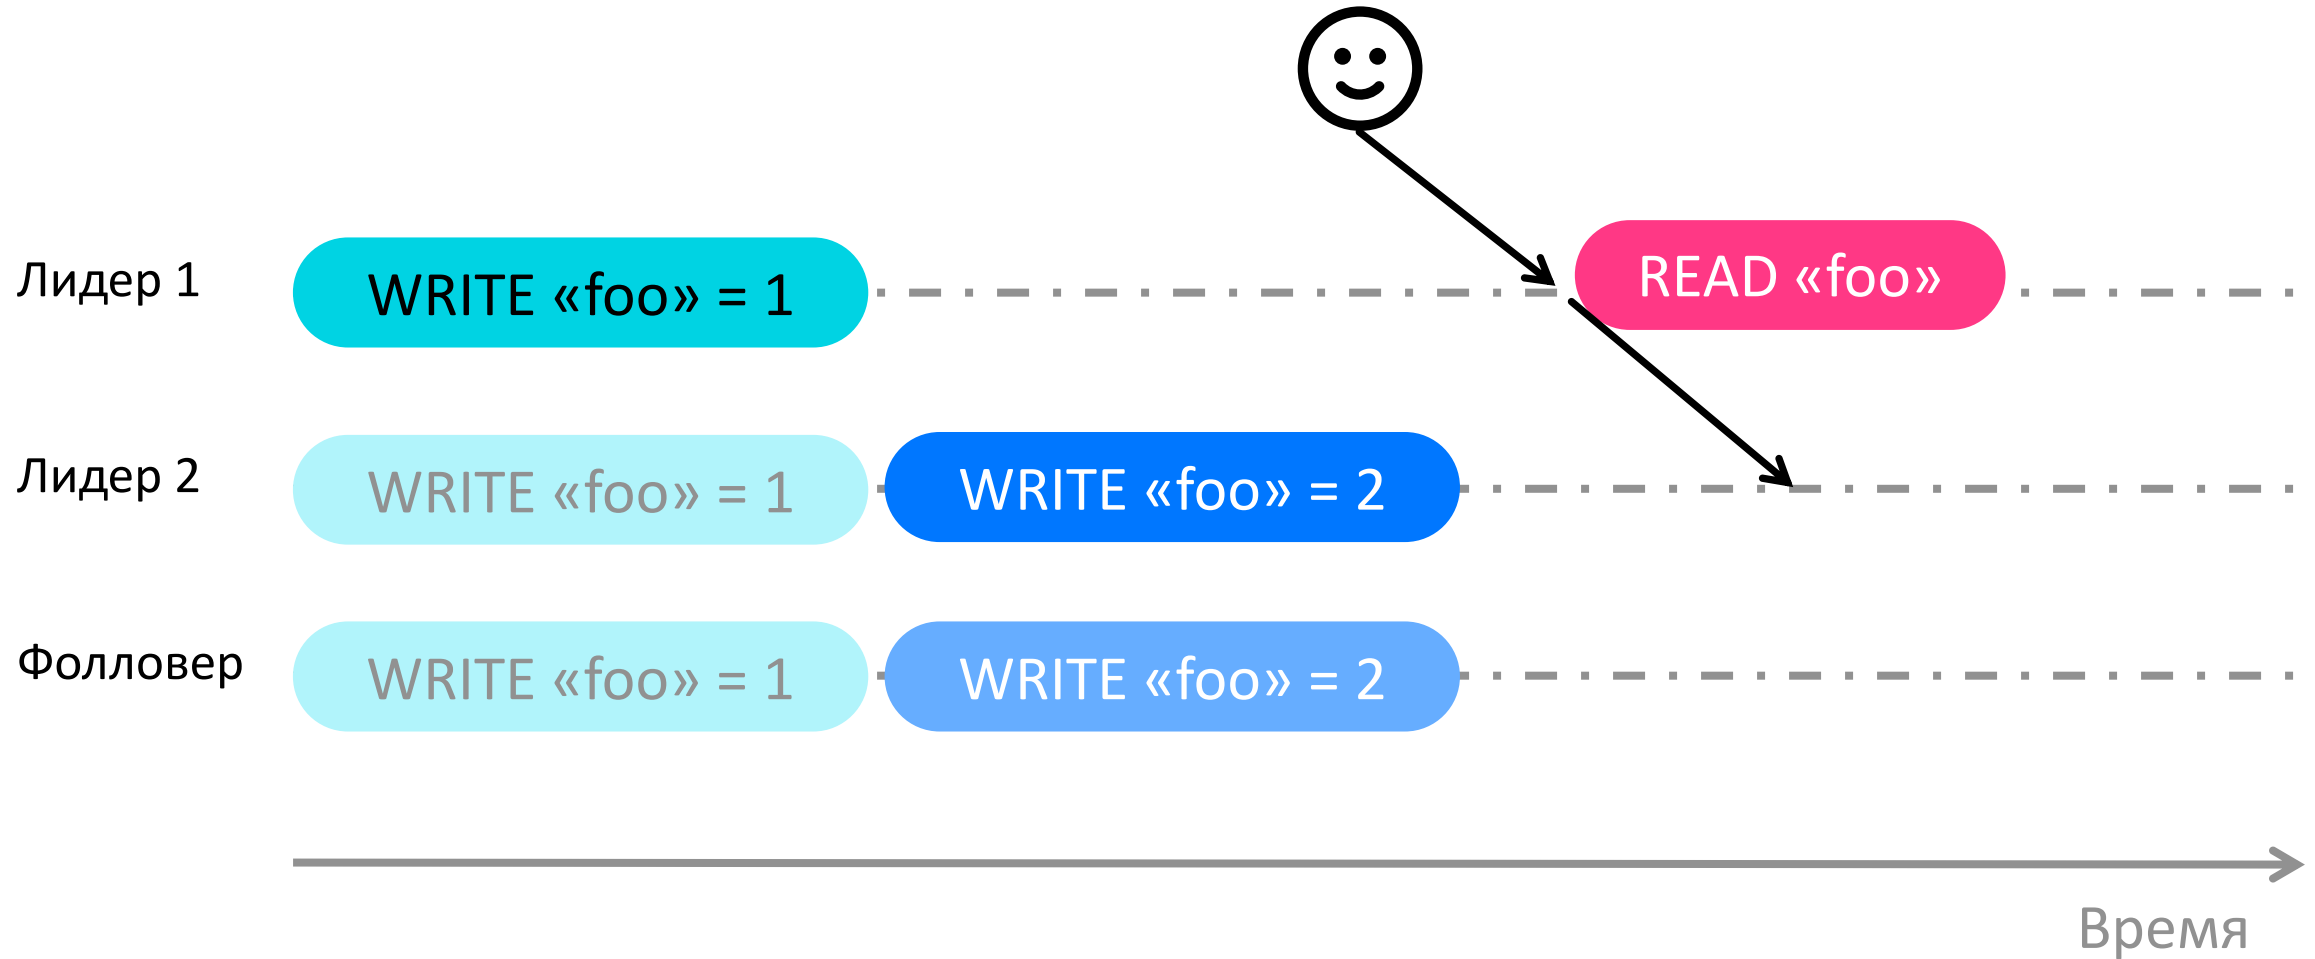 Лидер 1
WRITE «foo» = 1
READ «foo»
Лидер 2
WRITE «foo» = 1
WRITE «foo» = 2
Фолловер
WRITE «foo» = 1
WRITE «foo» = 2
Время